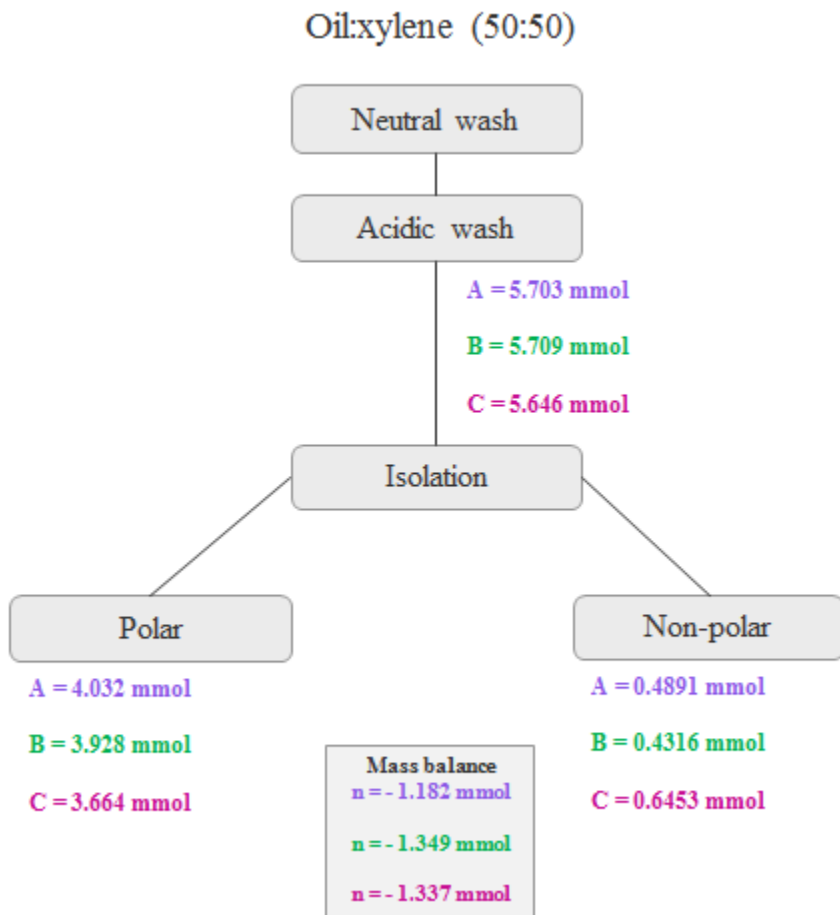 Oil:xylene (50:50)
Neutral wash
Acidic wash
A = 5.703 mmol
B = 5.709 mmol
C = 5.646 mmol
Isolation
Polar
A = 4.032 mmol
B = 3.928 mmol
C = 3.664 mmol
Non-polar
A = 0.4891 mmol
B = 0.4316 mmol
C = 0.6453 mmol
Mass balance
n = - 1.182 mmol
n = - 1.349 mmol
n = - 1.337 mmol